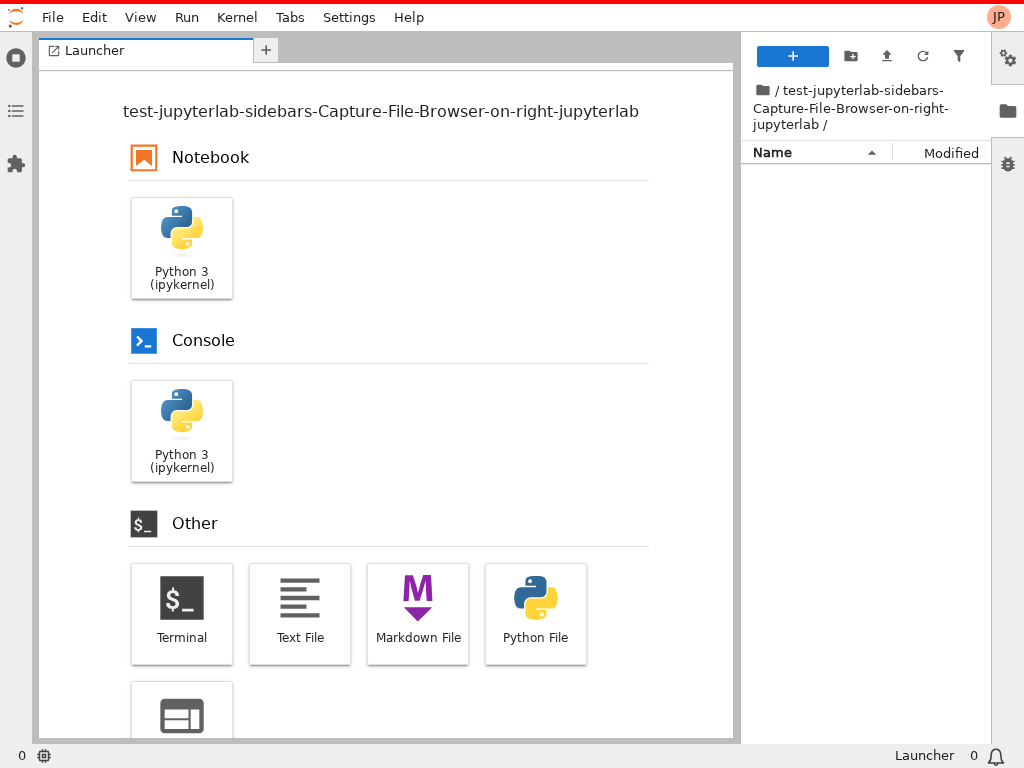 File Edit View Run Kernel Tabs Settings Help
JP
Launcher
+
+
/ test-jupyterlab-sidebars-
Capture-File-Browser-on-right-
jupyterlab /
Name Modified
test-jupyterlab-sidebars-Capture-File-Browser-on-right-jupyterlab
Notebook
Python 3
(ipykernel)
Console
Python 3
(ipykernel)
$_ Other
$_
Terminal
Text File
M
Markdown File
Python File
0
Launcher 0